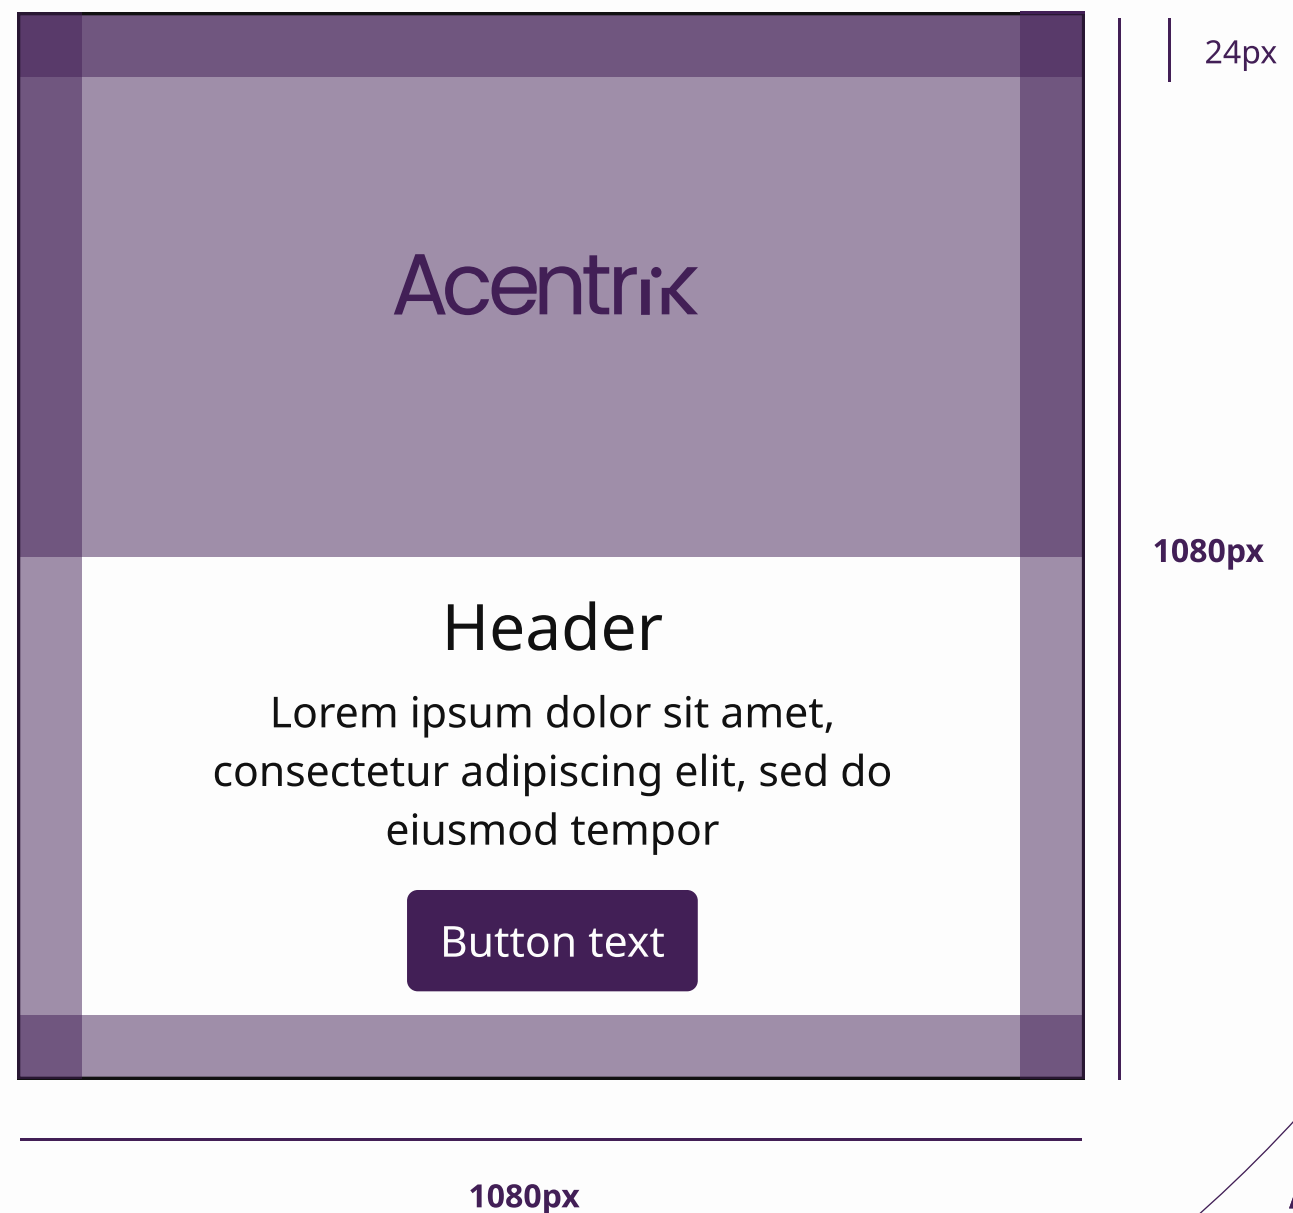 24px
Acentrik
1080px
Header
Lorem ipsum dolor sit amet,
consectetur adipiscing elit, sed do
eiusmod tempor
Button text
1080px